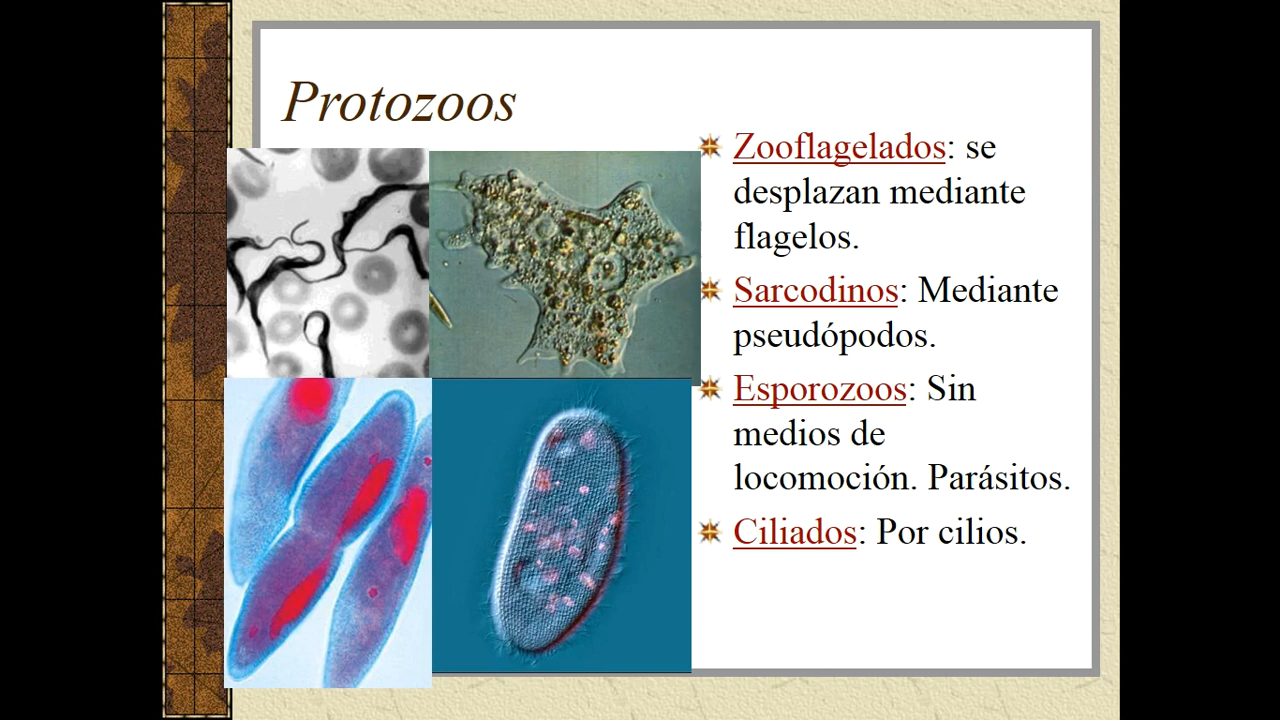 Protozoos
Zooflagelados: se
desplazan mediante
flagelos.
Sarcodinos: Mediante
pseudópodos.
Esporozoos: Sin
medios de
locomoción. Parásitos.
Ciliados: Por cilios.